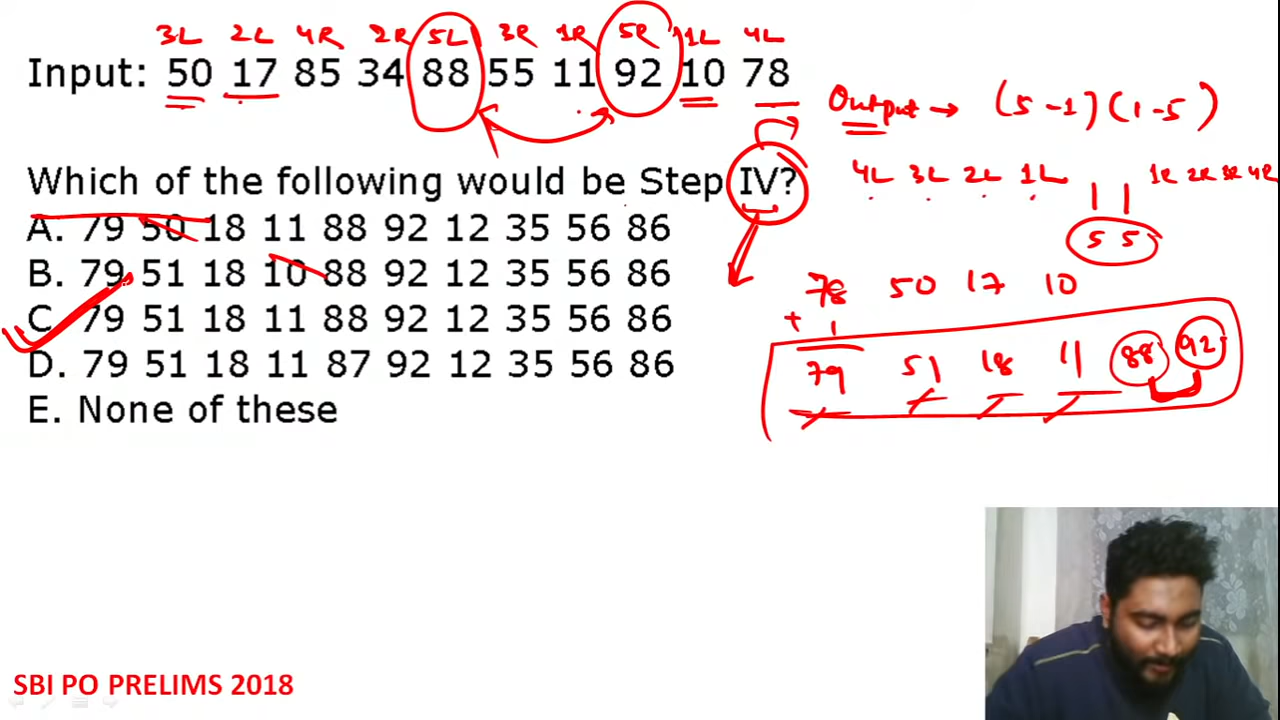 3L 2L 4R 2R 5L 3R 1R 5R 1L 4L
Input: 50 17 85 34 88 55 11 92 10 78
Output → (5-1)(1-5)
4L 3L 2L 1L 1R 2R 3R 4R
5 5
Which of the following would be Step IV?
A. 79 50 18 11 88 92 12 35 56 86
B. 79 51 18 10 88 92 12 35 56 86
C. 79 51 18 11 88 92 12 35 56 86
D. 79 51 18 11 87 92 12 35 56 86
E. None of these
78 50 17 10
+ 1
79 51 18 11 88 92
SBI PO PRELIMS 2018